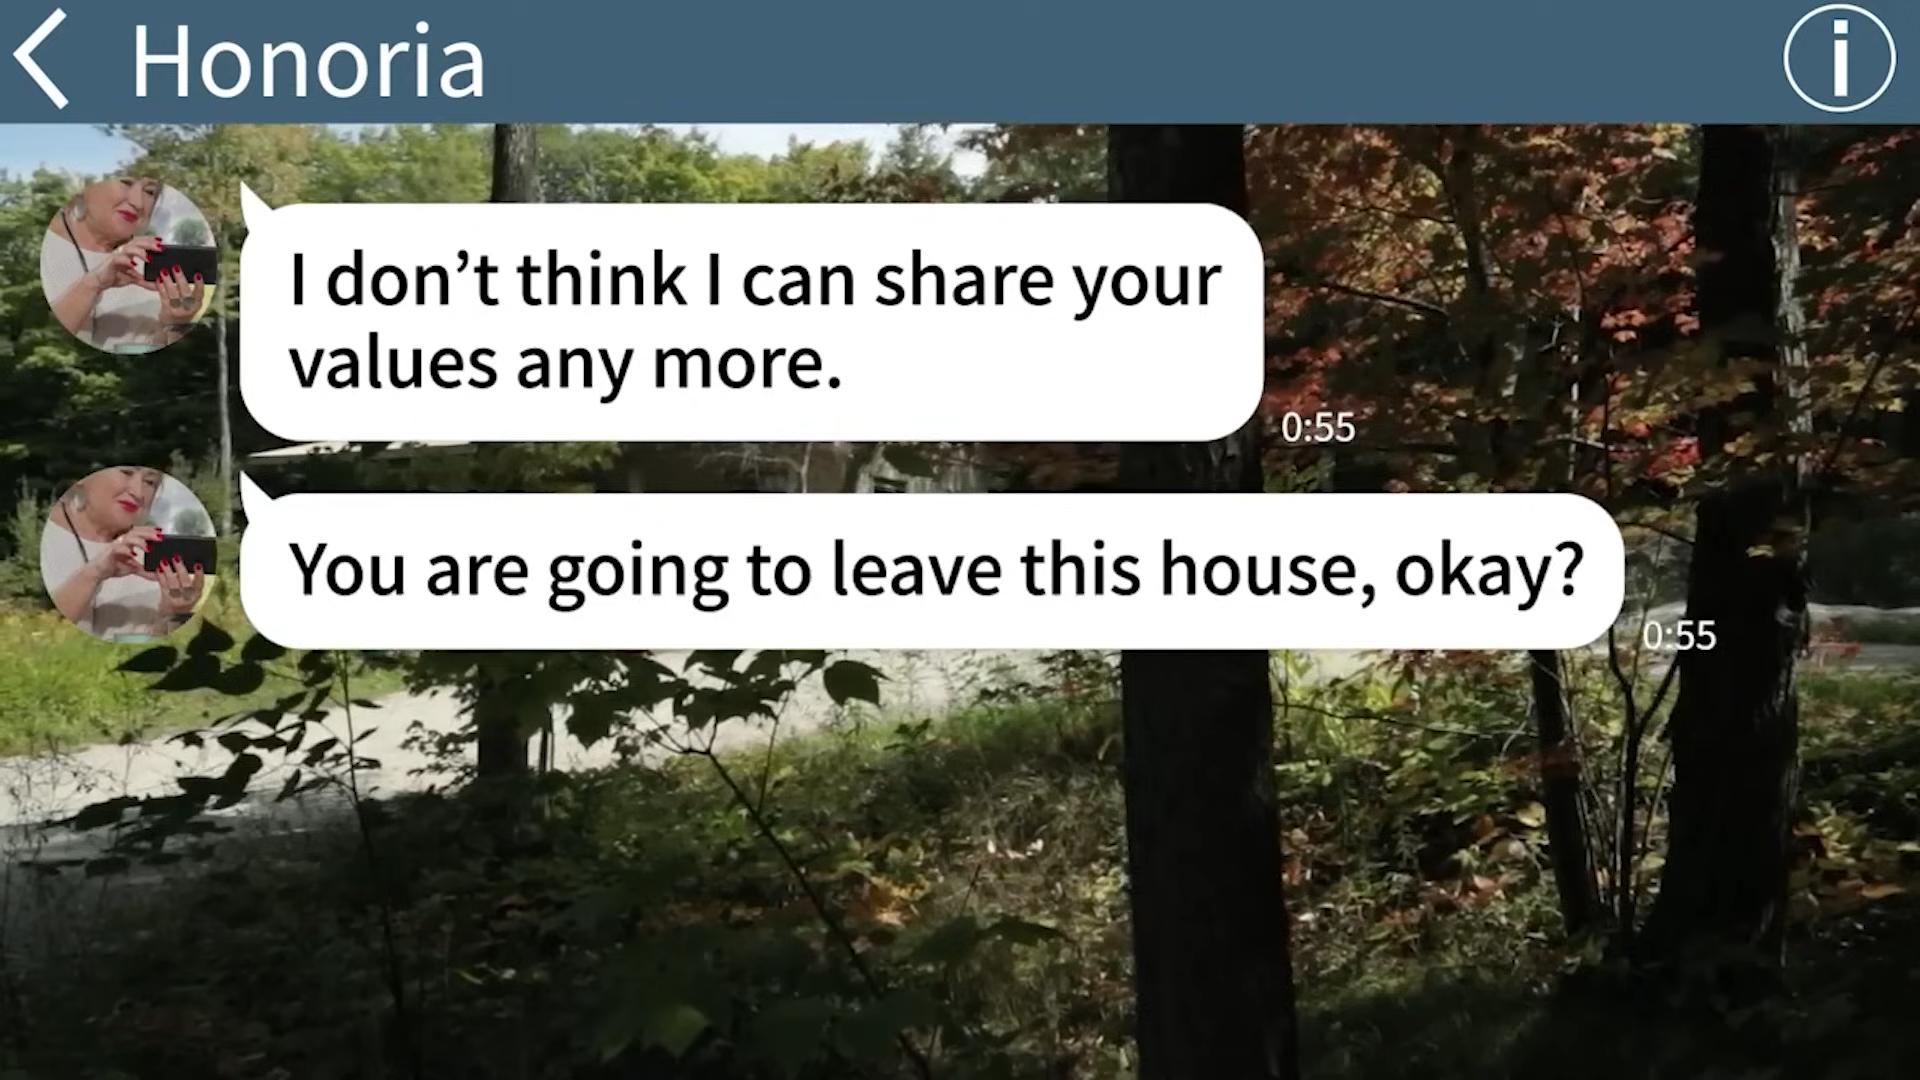 Honoria
I don’t think I can share your
values any more.
0:55
You are going to leave this house, okay?
0:55